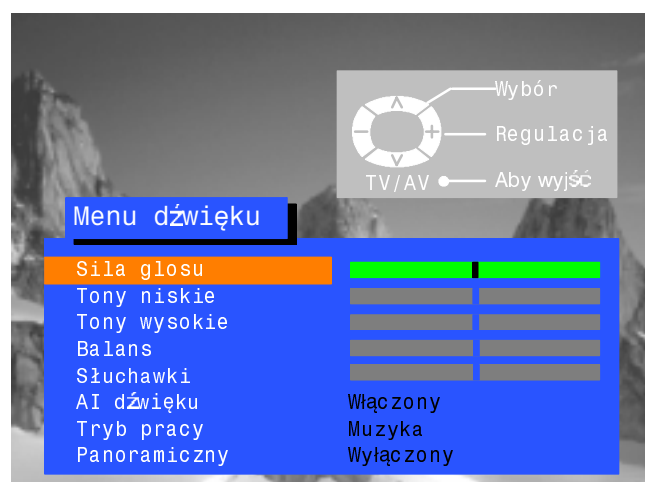 Wybór
Regulacja
TV/AV Aby wyjść
Menu dźwięku
Sila glosu
Tony niskie
Tony wysokie
Balans
Słuchawki
AI dźwięku Włączony
Tryb pracy Muzyka
Panoramiczny Wyłączony